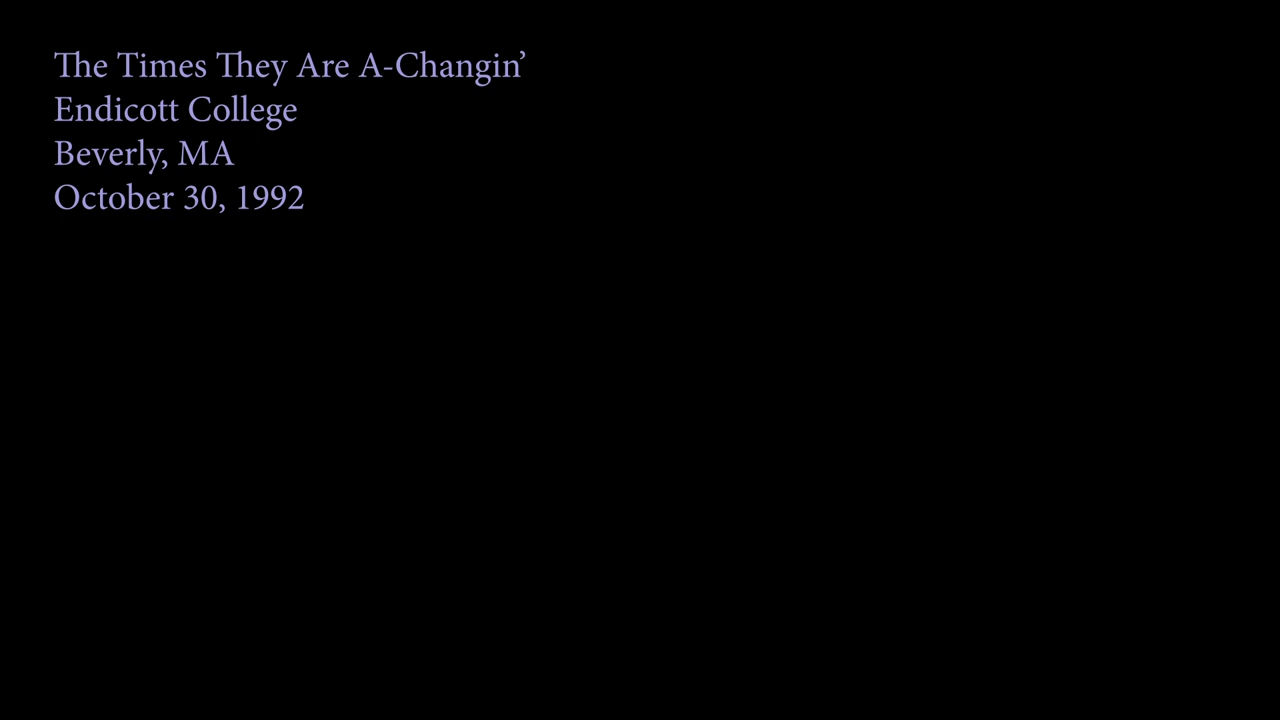 The Times They Are A-Changin’
Endicott College
Beverly, MA
October 30, 1992